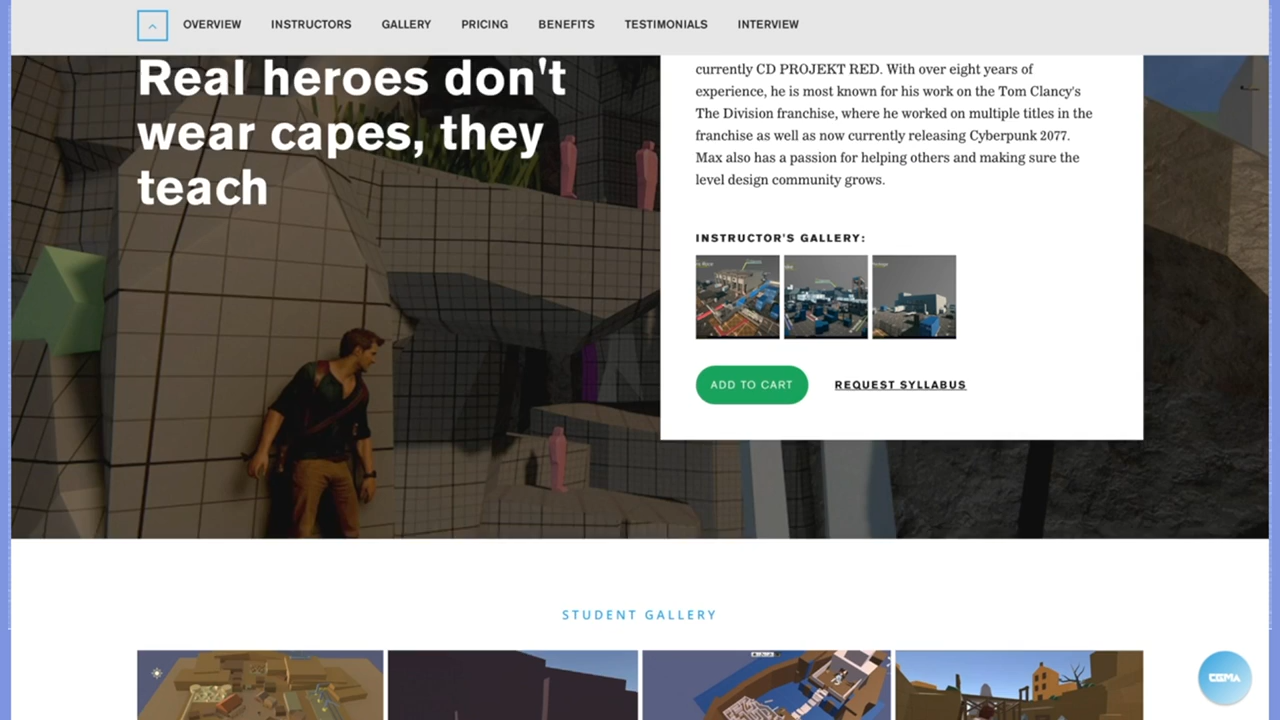 OVERVIEW INSTRUCTORS GALLERY PRICING BENEFITS TESTIMONIALS INTERVIEW
Real heroes don't
wear capes, they
teach
currently CD PROJEKT RED. With over eight years of
experience, he is most known for his work on the Tom Clancy's
The Division franchise, where he worked on multiple titles in the
franchise as well as now currently releasing Cyberpunk 2077.
Max also has a passion for helping others and making sure the
level design community grows.
INSTRUCTOR'S GALLERY:
ADD TO CART REQUEST SYLLABUS
STUDENT GALLERY
CGMA